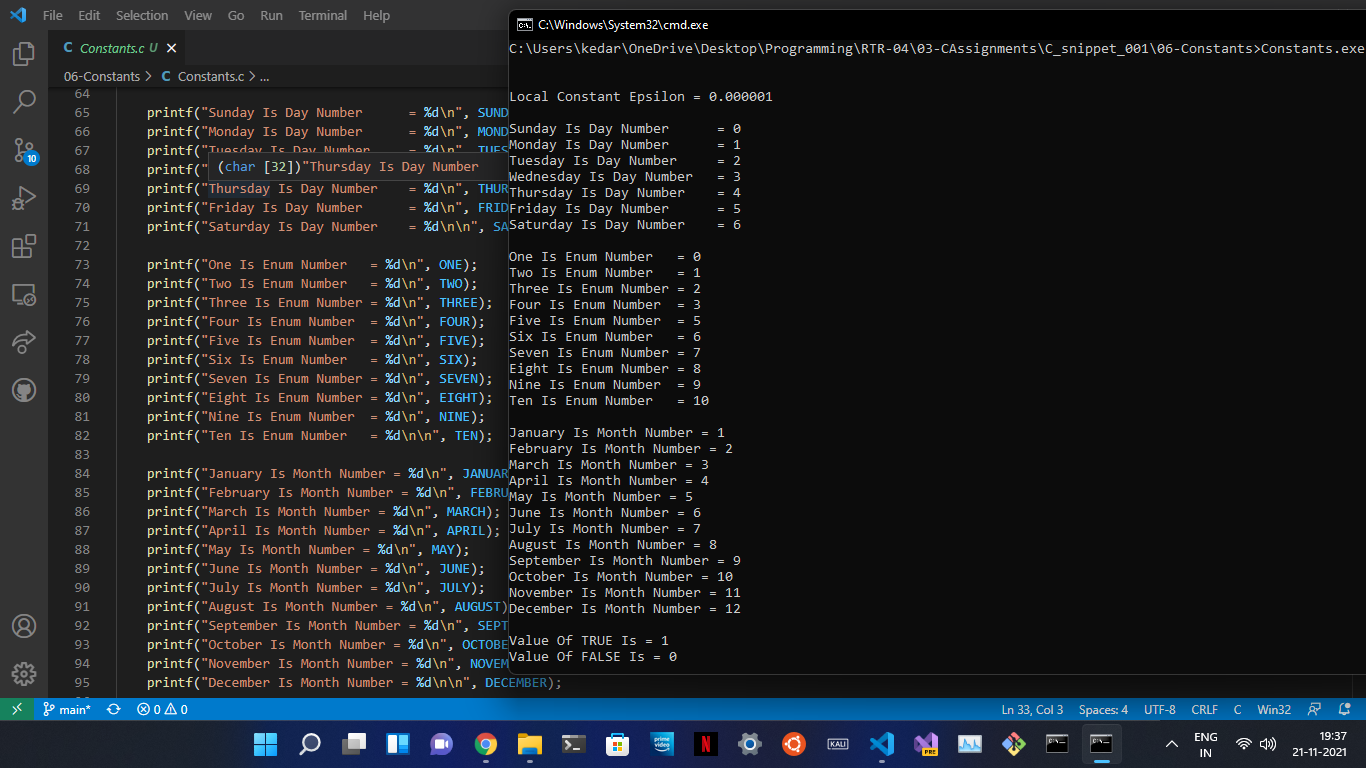 File Edit Selection View Go Run Terminal Help
C Constants.c U
06-Constants > C Constants.c > ...
64
65 printf("Sunday Is Day Number      = %d\n", SUND
66 printf("Monday Is Day Number      = %d\n", MOND
67 printf("Tuesday Is Day Number     = %d\n", TUES
(char [32])"Thursday Is Day Number
68 printf("
69 printf("Thursday Is Day Number    = %d\n", THUR
70 printf("Friday Is Day Number      = %d\n", FRID
71 printf("Saturday Is Day Number    = %d\n\n", SA
72
73 printf("One Is Enum Number   = %d\n", ONE);
74 printf("Two Is Enum Number   = %d\n", TWO);
75 printf("Three Is Enum Number = %d\n", THREE);
76 printf("Four Is Enum Number  = %d\n", FOUR);
77 printf("Five Is Enum Number  = %d\n", FIVE);
78 printf("Six Is Enum Number   = %d\n", SIX);
79 printf("Seven Is Enum Number = %d\n", SEVEN);
80 printf("Eight Is Enum Number = %d\n", EIGHT);
81 printf("Nine Is Enum Number  = %d\n", NINE);
82 printf("Ten Is Enum Number   = %d\n\n", TEN);
83
84 printf("January Is Month Number = %d\n", JANUAR
85 printf("February Is Month Number = %d\n", FEBRU
86 printf("March Is Month Number = %d\n", MARCH);
87 printf("April Is Month Number = %d\n", APRIL);
88 printf("May Is Month Number = %d\n", MAY);
89 printf("June Is Month Number = %d\n", JUNE);
90 printf("July Is Month Number = %d\n", JULY);
91 printf("August Is Month Number = %d\n", AUGUST)
92 printf("September Is Month Number = %d\n", SEPT
93 printf("October Is Month Number = %d\n", OCTOBE
94 printf("November Is Month Number = %d\n", NOVEM
95 printf("December Is Month Number = %d\n\n", DECEMBER);
C:\Windows\System32\cmd.exe
C:\Users\kedar\OneDrive\Desktop\Programming\RTR-04\03-CAssignments\C_snippet_001\06-Constants>Constants.exe
Local Constant Epsilon = 0.000001
Sunday Is Day Number      = 0
Monday Is Day Number      = 1
Tuesday Is Day Number     = 2
Wednesday Is Day Number   = 3
Thursday Is Day Number    = 4
Friday Is Day Number      = 5
Saturday Is Day Number    = 6
One Is Enum Number   = 0
Two Is Enum Number   = 1
Three Is Enum Number = 2
Four Is Enum Number  = 3
Five Is Enum Number  = 5
Six Is Enum Number   = 6
Seven Is Enum Number = 7
Eight Is Enum Number = 8
Nine Is Enum Number  = 9
Ten Is Enum Number   = 10
January Is Month Number = 1
February Is Month Number = 2
March Is Month Number = 3
April Is Month Number = 4
May Is Month Number = 5
June Is Month Number = 6
July Is Month Number = 7
August Is Month Number = 8
September Is Month Number = 9
October Is Month Number = 10
November Is Month Number = 11
December Is Month Number = 12
Value Of TRUE Is = 1
Value Of FALSE Is = 0
10
main* 0 0 Ln 33, Col 3 Spaces: 4 UTF-8 CRLF C Win32
prime video N KALI PRE ENG 19:37
IN 21-11-2021